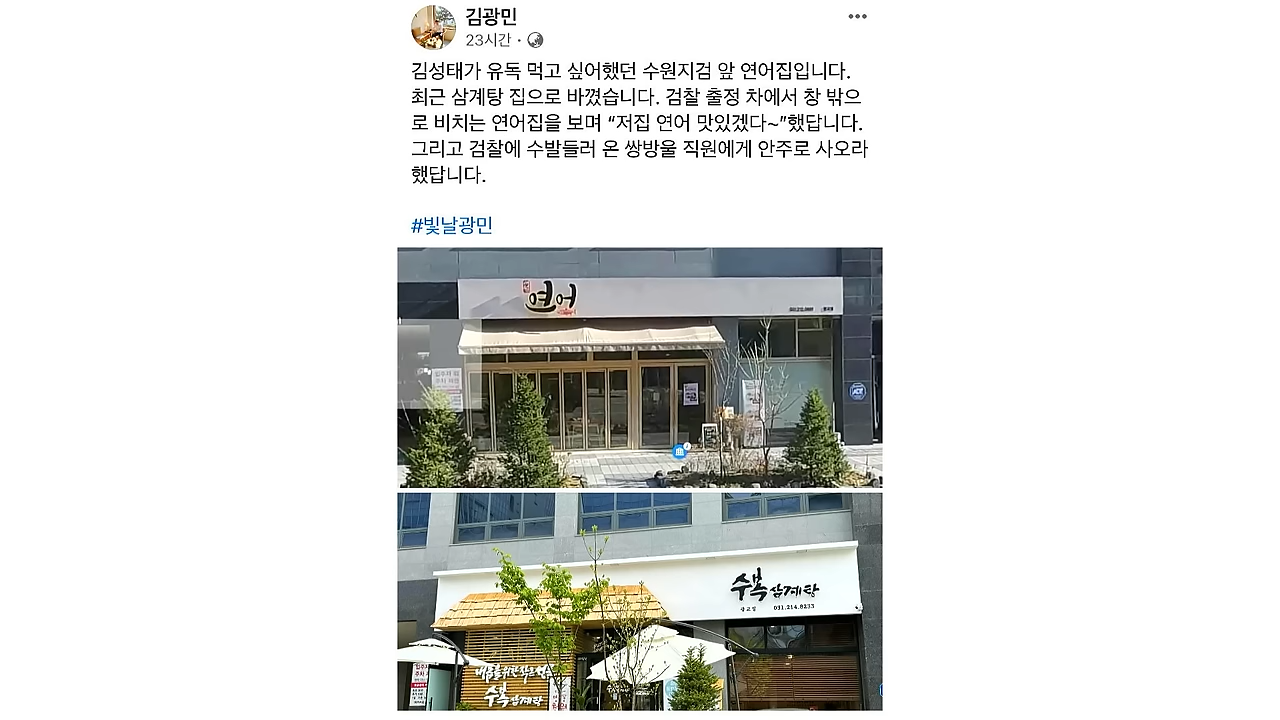 김광민
23시간 ·
김성태가 유독 먹고 싶어했던 수원지검 앞 연어집입니다.
최근 삼계탕 집으로 바꼈습니다. 검찰 출정 차에서 창 밖으
로 비치는 연어집을 보며 “저집 연어 맛있겠다~”했답니다.
그리고 검찰에 수발들러 온 쌍방울 직원에게 안주로 사오라
했답니다.
#빛날광민
연어
수복 삼계탕
광교점 031.214.8233
수복 삼계탕